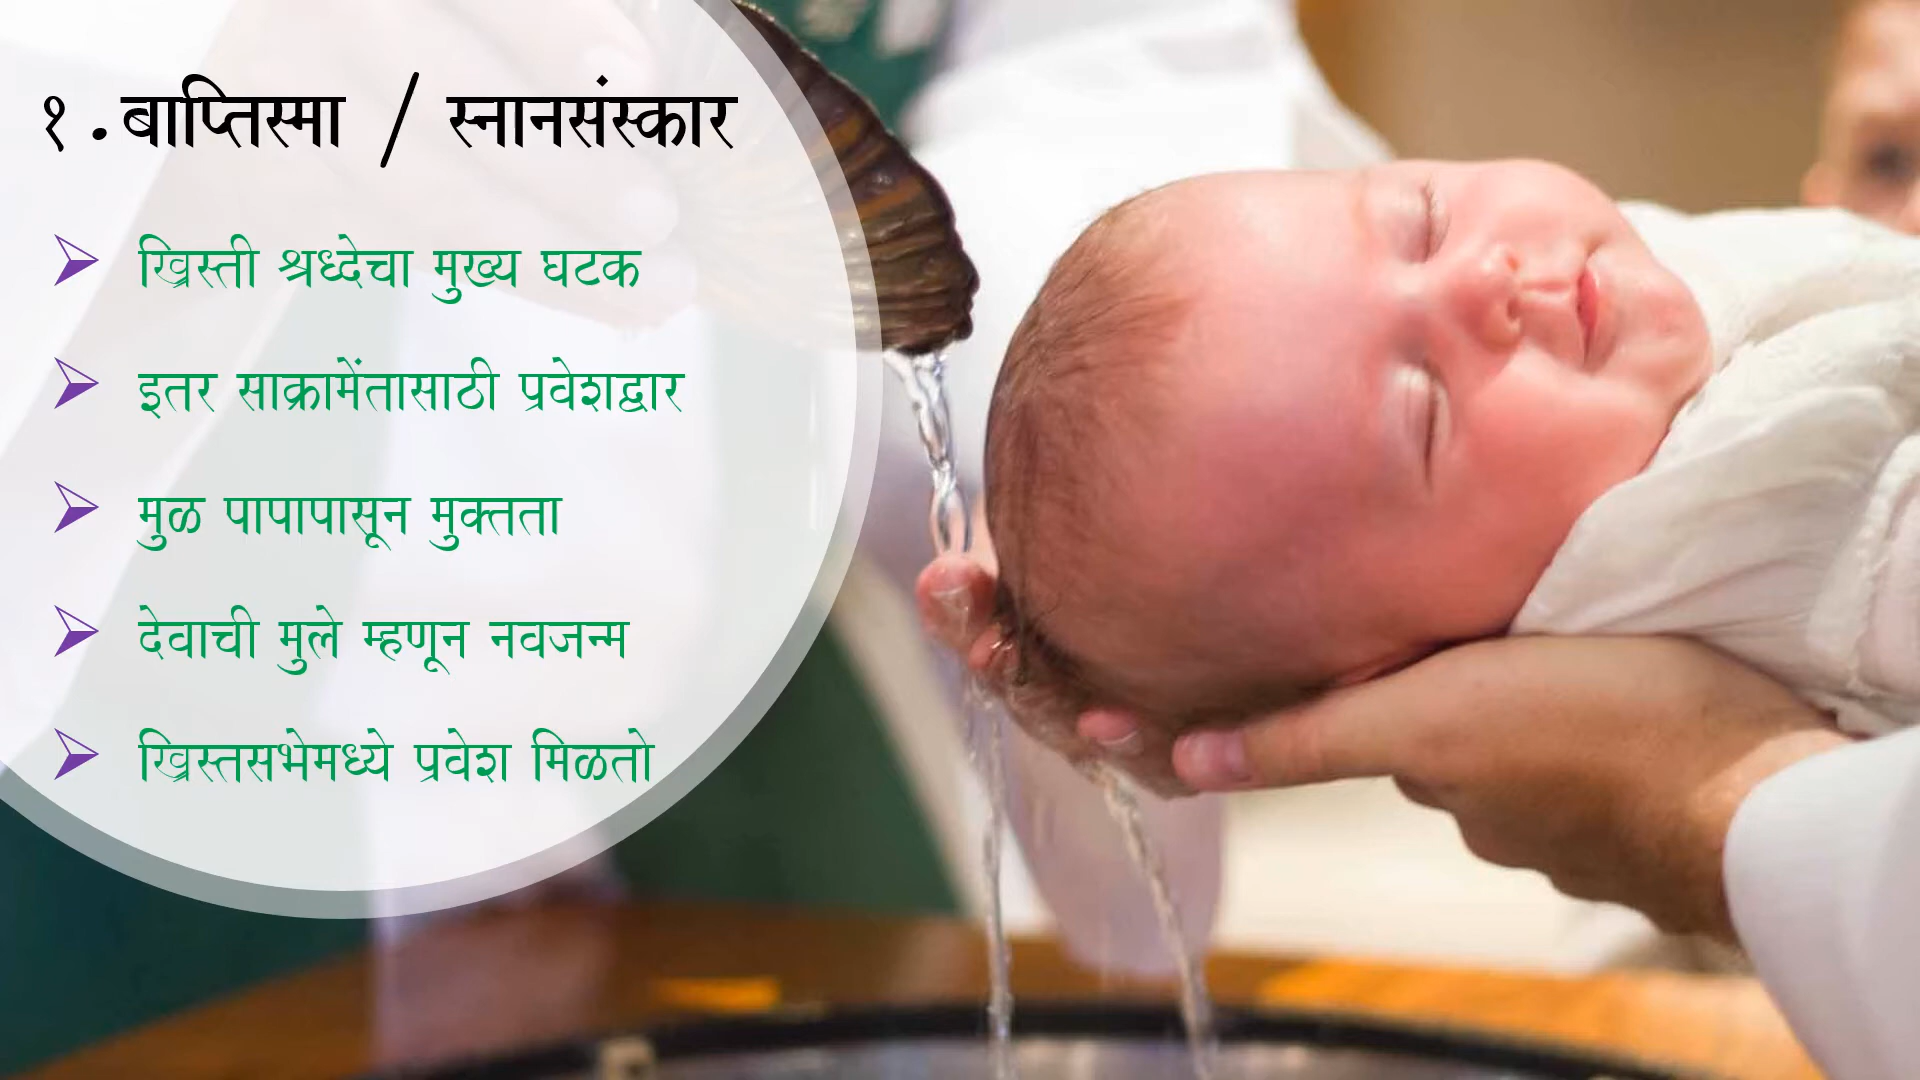 १. बाप्तिस्मा / स्नानसंस्कार
ख्रिस्ती श्रध्देचा मुख्य घटक
इतर साक्रामेंतासाठी प्रवेशद्वार
मुळ पापापासून मुक्तता
देवाची मुले म्हणून नवजन्म
ख्रिस्तसभेमध्ये प्रवेश मिळतो